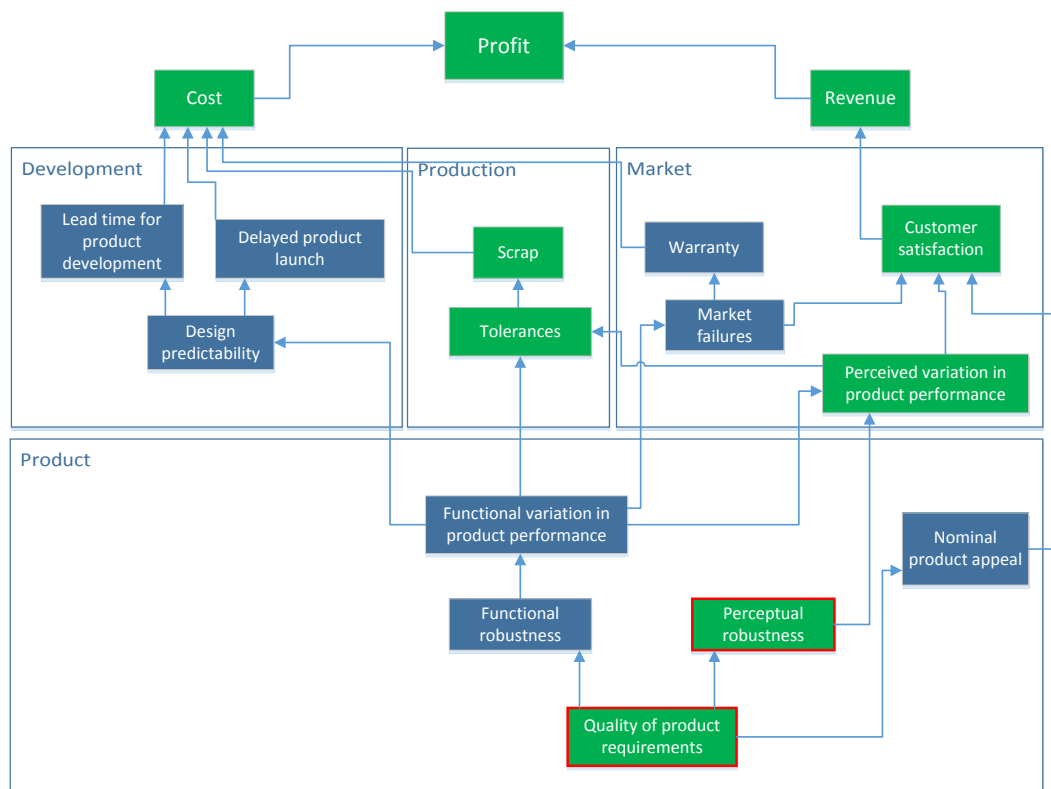 Profit
Cost
Revenue
Development
Production
Market
Lead time for
product
development
Delayed product
launch
Scrap
Warranty
Customer
satisfaction
Design
predictability
Tolerances
Market
failures
Perceived variation in
product performance
Product
Functional variation in
product performance
Nominal
product appeal
Functional
robustness
Perceptual
robustness
Quality of product
requirements